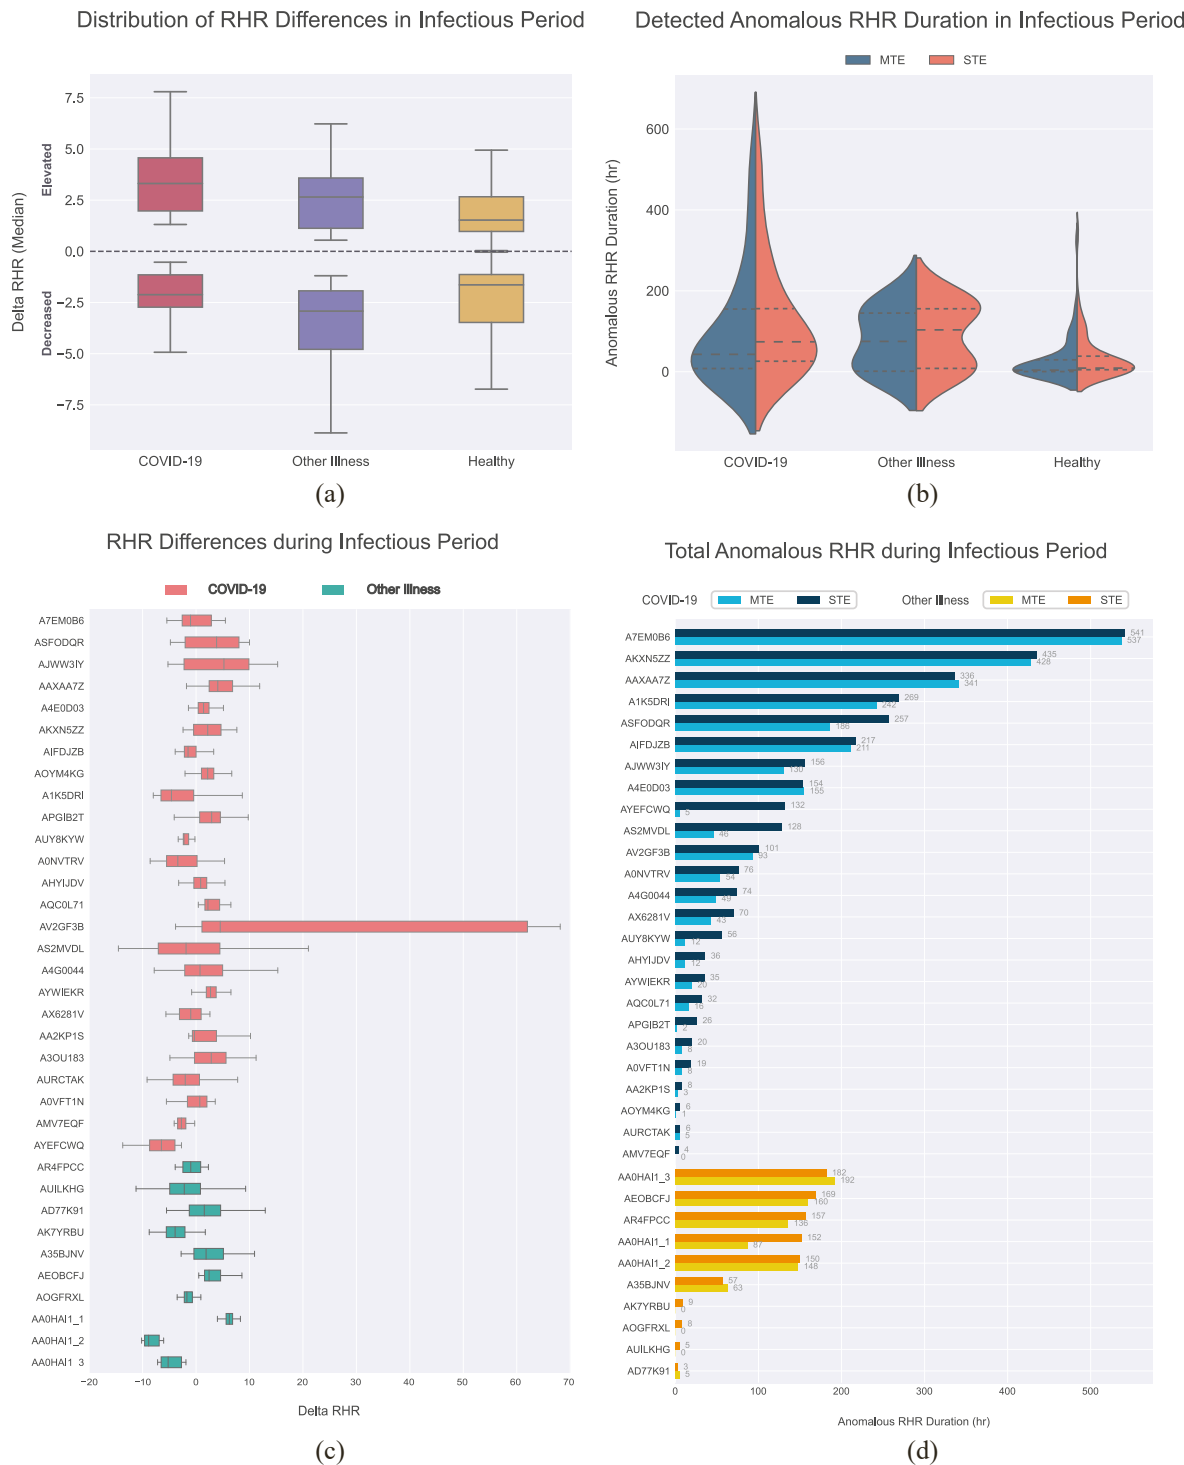 Distribution of RHR Differences in Infectious Period
7.5
5.0
2.5
0.0
−2.5
−5.0
−7.5
Elevated
Decreased
Delta RHR (Median)
COVID-19 Other Illness Healthy
(a)
Detected Anomalous RHR Duration in Infectious Period
MTE STE
600
400
200
0
Anomalous RHR Duration (hr)
COVID-19 Other Illness Healthy
(b)
RHR Differences during Infectious Period
COVID-19 Other Illness
A7EM0B6
ASFODQR
AJWW3IY
AAXAA7Z
A4E0D03
AKXN5ZZ
AIFDJZB
AOYM4KG
A1K5DRI
APGIB2T
AUY8KYW
A0NVTRV
AHYIJDV
AQC0L71
AV2GF3B
AS2MVDL
A4G0044
AYWIEKR
AX6281V
AA2KP1S
A3OU183
AURCTAK
A0VFT1N
AMV7EQF
AYEFCWQ
AR4FPCC
AUILKHG
AD77K91
AK7YRBU
A35BJNV
AEOBCFJ
AOGFRXL
AA0HAI1_1
AA0HAI1_2
AA0HAI1_3
−20 −10 0 10 20 30 40 50 60 70
Delta RHR
(c)
Total Anomalous RHR during Infectious Period
COVID-19 MTE STE Other Illness MTE STE
A7EM0B6 541 537
AKXN5ZZ 435 428
AAXAA7Z 336 341
A1K5DRI 269 242
ASFODQR 257 186
AIFDJZB 217 211
AJWW3IY 156 130
A4E0D03 154 155
AYEFCWQ 132 5
AS2MVDL 128 46
AV2GF3B 101 93
A0NVTRV 76 54
A4G0044 74 49
AX6281V 70 43
AUY8KYW 56 12
AHYIJDV 36 12
AYWIEKR 35 20
AQC0L71 32 16
APGIB2T 26 2
A3OU183 20 8
A0VFT1N 19 8
AA2KP1S 8 3
AOYM4KG 6 1
AURCTAK 6 5
AMV7EQF 4 0
AA0HAI1_3 182 192
AEOBCFJ 169 160
AR4FPCC 157 136
AA0HAI1_1 152 87
AA0HAI1_2 150 148
A35BJNV 57 63
AK7YRBU 9 0
AOGFRXL 8 0
AUILKHG 5 0
AD77K91 3 5
0 100 200 300 400 500
Anomalous RHR Duration (hr)
(d)